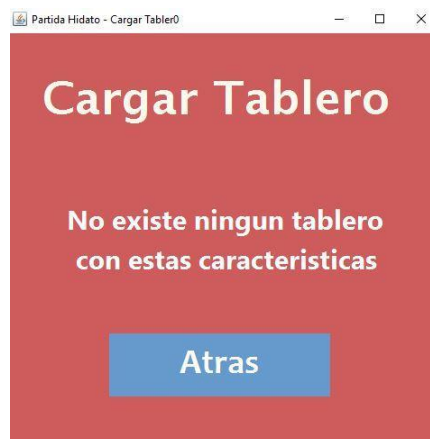 Partida Hidato - Cargar Tabler0
Cargar Tablero
No existe ningun tablero
con estas caracteristicas
Atras